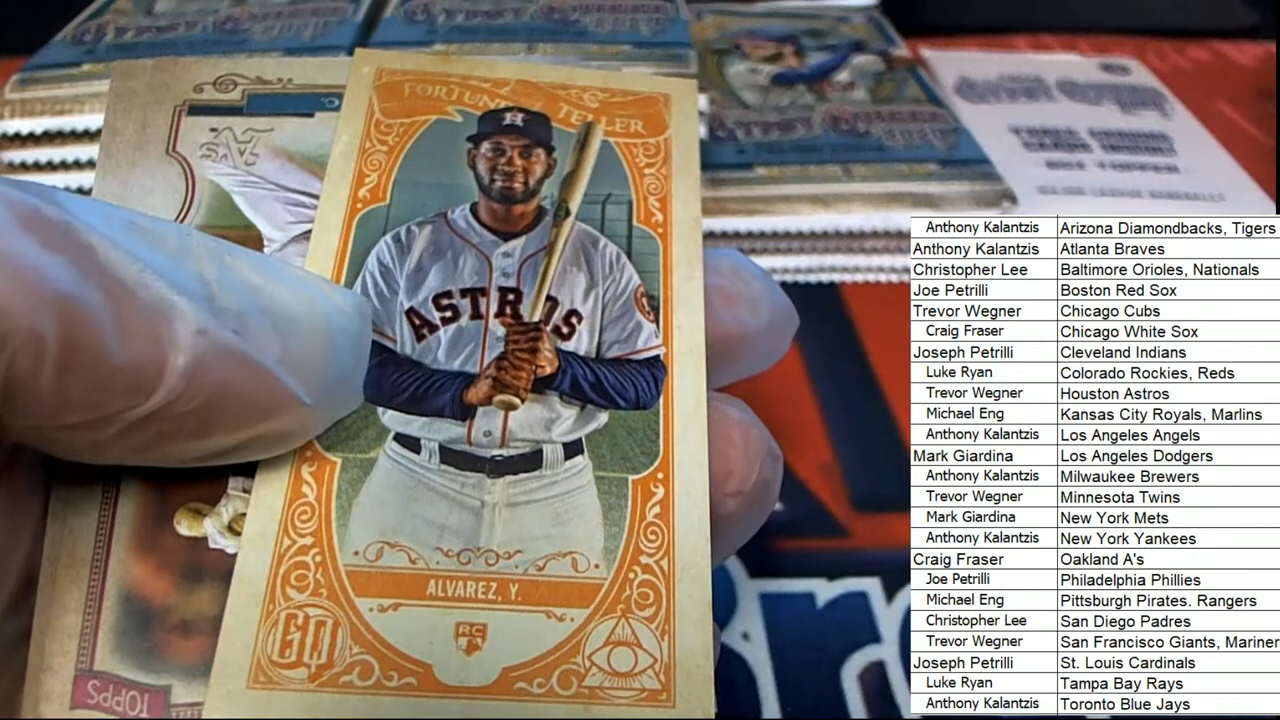 FORTUNE TELLER
H
ASTROS
ALVAREZ, Y.
RC
GQ
TOPPS
Anthony Kalantzis Arizona Diamondbacks, Tigers
Anthony Kalantzis Atlanta Braves
Christopher Lee Baltimore Orioles, Nationals
Joe Petrilli Boston Red Sox
Trevor Wegner Chicago Cubs
Craig Fraser Chicago White Sox
Joseph Petrilli Cleveland Indians
Luke Ryan Colorado Rockies, Reds
Trevor Wegner Houston Astros
Michael Eng Kansas City Royals, Marlins
Anthony Kalantzis Los Angeles Angels
Mark Giardina Los Angeles Dodgers
Anthony Kalantzis Milwaukee Brewers
Trevor Wegner Minnesota Twins
Mark Giardina New York Mets
Anthony Kalantzis New York Yankees
Craig Fraser Oakland A's
Joe Petrilli Philadelphia Phillies
Michael Eng Pittsburgh Pirates. Rangers
Christopher Lee San Diego Padres
Trevor Wegner San Francisco Giants, Mariner
Joseph Petrilli St. Louis Cardinals
Luke Ryan Tampa Bay Rays
Anthony Kalantzis Toronto Blue Jays